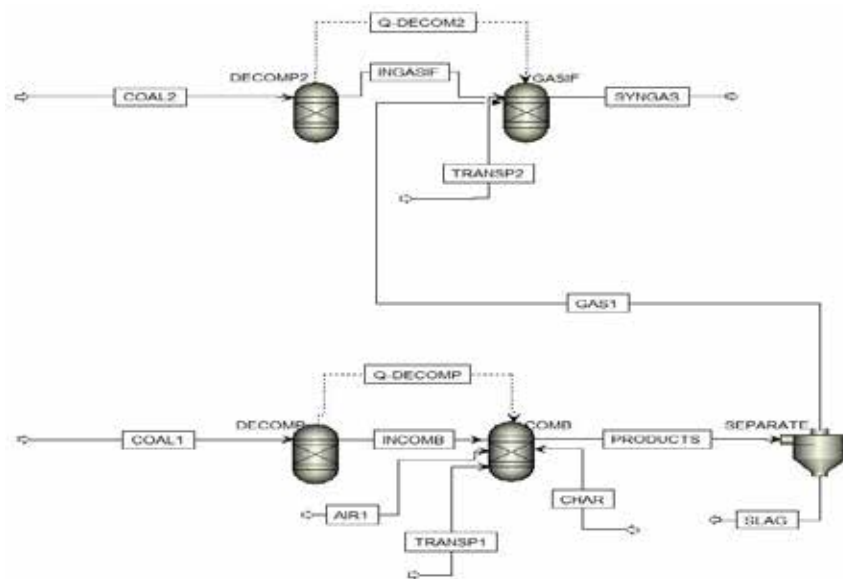 Q-DECOM2
DECOMP2
INGASIF
GASIF
COAL2
SYNGAS
TRANSP2
GAS1
Q-DECOMP
DECOMP
COMB
SEPARATE
COAL1
INCOMB
PRODUCTS
AIR1
CHAR
SLAG
TRANSP1